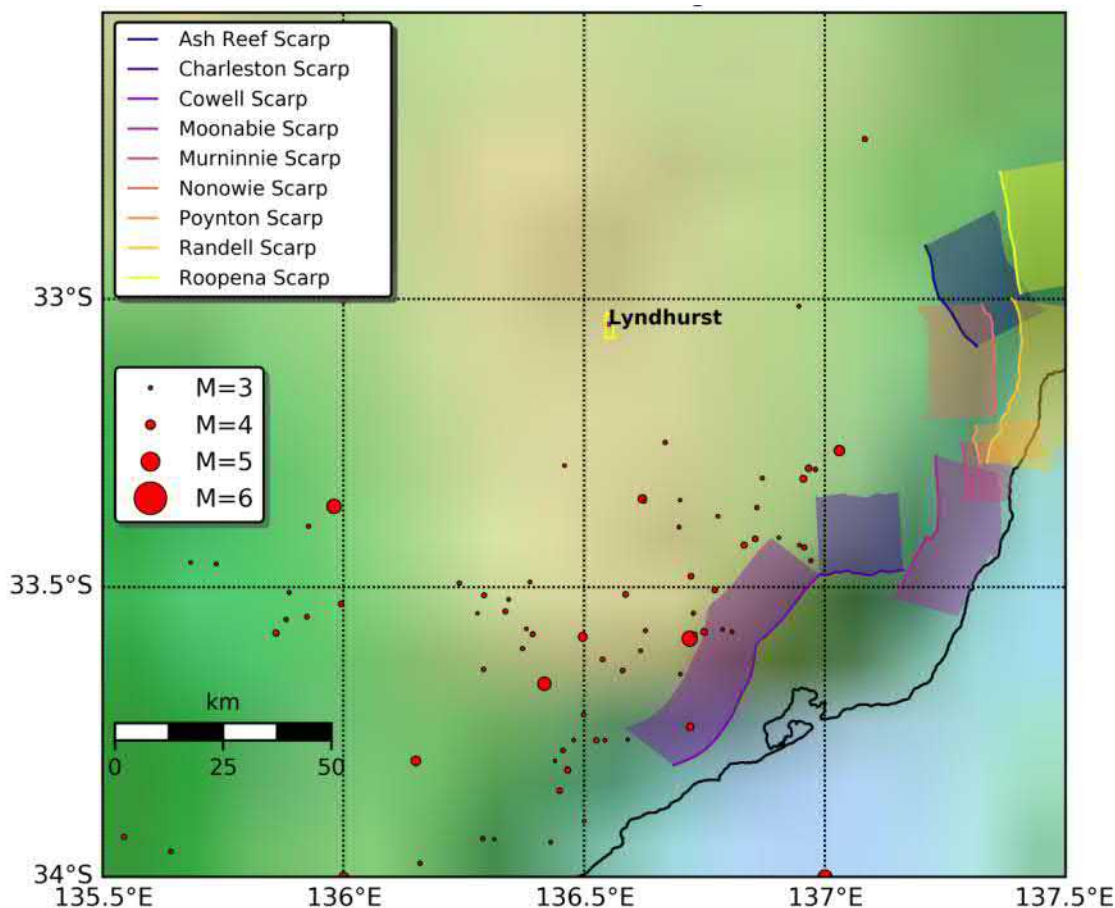 Ash Reef Scarp
Charleston Scarp
Cowell Scarp
Moonabie Scarp
Murninnie Scarp
Nonowie Scarp
Poynton Scarp
Randell Scarp
Roopena Scarp
33°S
Lyndhurst
M=3
M=4
M=5
M=6
33.5°S
km
0 25 50
34°S
135.5°E 136°E 136.5°E 137°E 137.5°E